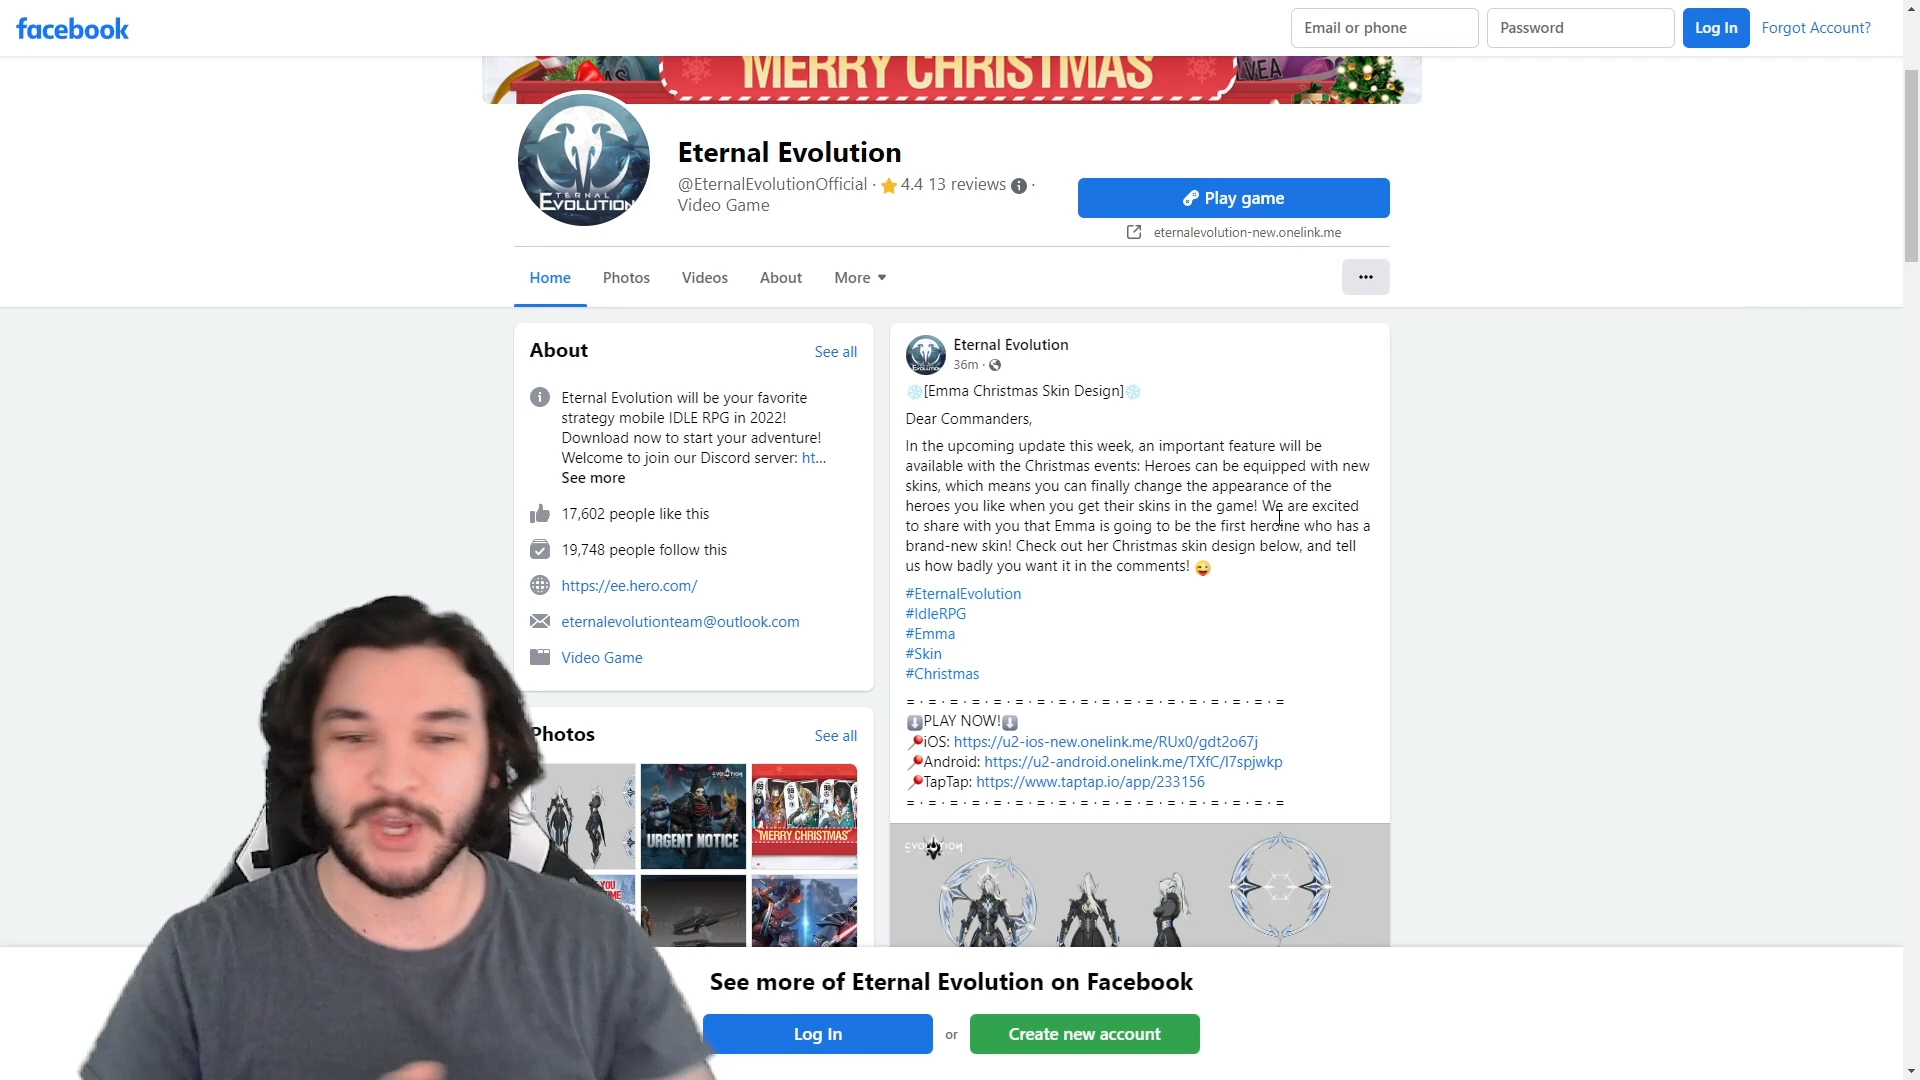 facebook
Email or phone
Password
Log In
Forgot Account?
MERRY CHRISTMAS
VEA
ETERNAL
EVOLUTION
Eternal Evolution
@EternalEvolutionOfficial · 4.4 13 reviews ·
Video Game
Play game
eternalevolution-new.onelink.me
Home
Photos
Videos
About
More
About
See all
Eternal Evolution will be your favorite
strategy mobile IDLE RPG in 2022!
Download now to start your adventure!
Welcome to join our Discord server: ht...
See more
17,602 people like this
19,748 people follow this
https://ee.hero.com/
eternalevolutionteam@outlook.com
Video Game
Photos
See all
EVOLUTION
URGENT NOTICE
MERRY CHRISTMAS
Eternal Evolution
36m ·
❄️[Emma Christmas Skin Design]❄️
Dear Commanders,
In the upcoming update this week, an important feature will be
available with the Christmas events: Heroes can be equipped with new
skins, which means you can finally change the appearance of the
heroes you like when you get their skins in the game! We are excited
to share with you that Emma is going to be the first heroine who has a
brand-new skin! Check out her Christmas skin design below, and tell
us how badly you want it in the comments! 😜
#EternalEvolution
#IdleRPG
#Emma
#Skin
#Christmas
= · = · = · = · = · = · = · = · = · = · = · = · = · = · = · = · = · =
⬇️PLAY NOW!⬇️
📍iOS: https://u2-ios-new.onelink.me/RUx0/gdt2o67j
📍Android: https://u2-android.onelink.me/TXfC/l7spjwkp
📍TapTap: https://www.taptap.io/app/233156
= · = · = · = · = · = · = · = · = · = · = · = · = · = · = · = · = · =
EVOLUTION
See more of Eternal Evolution on Facebook
Log In
or
Create new account